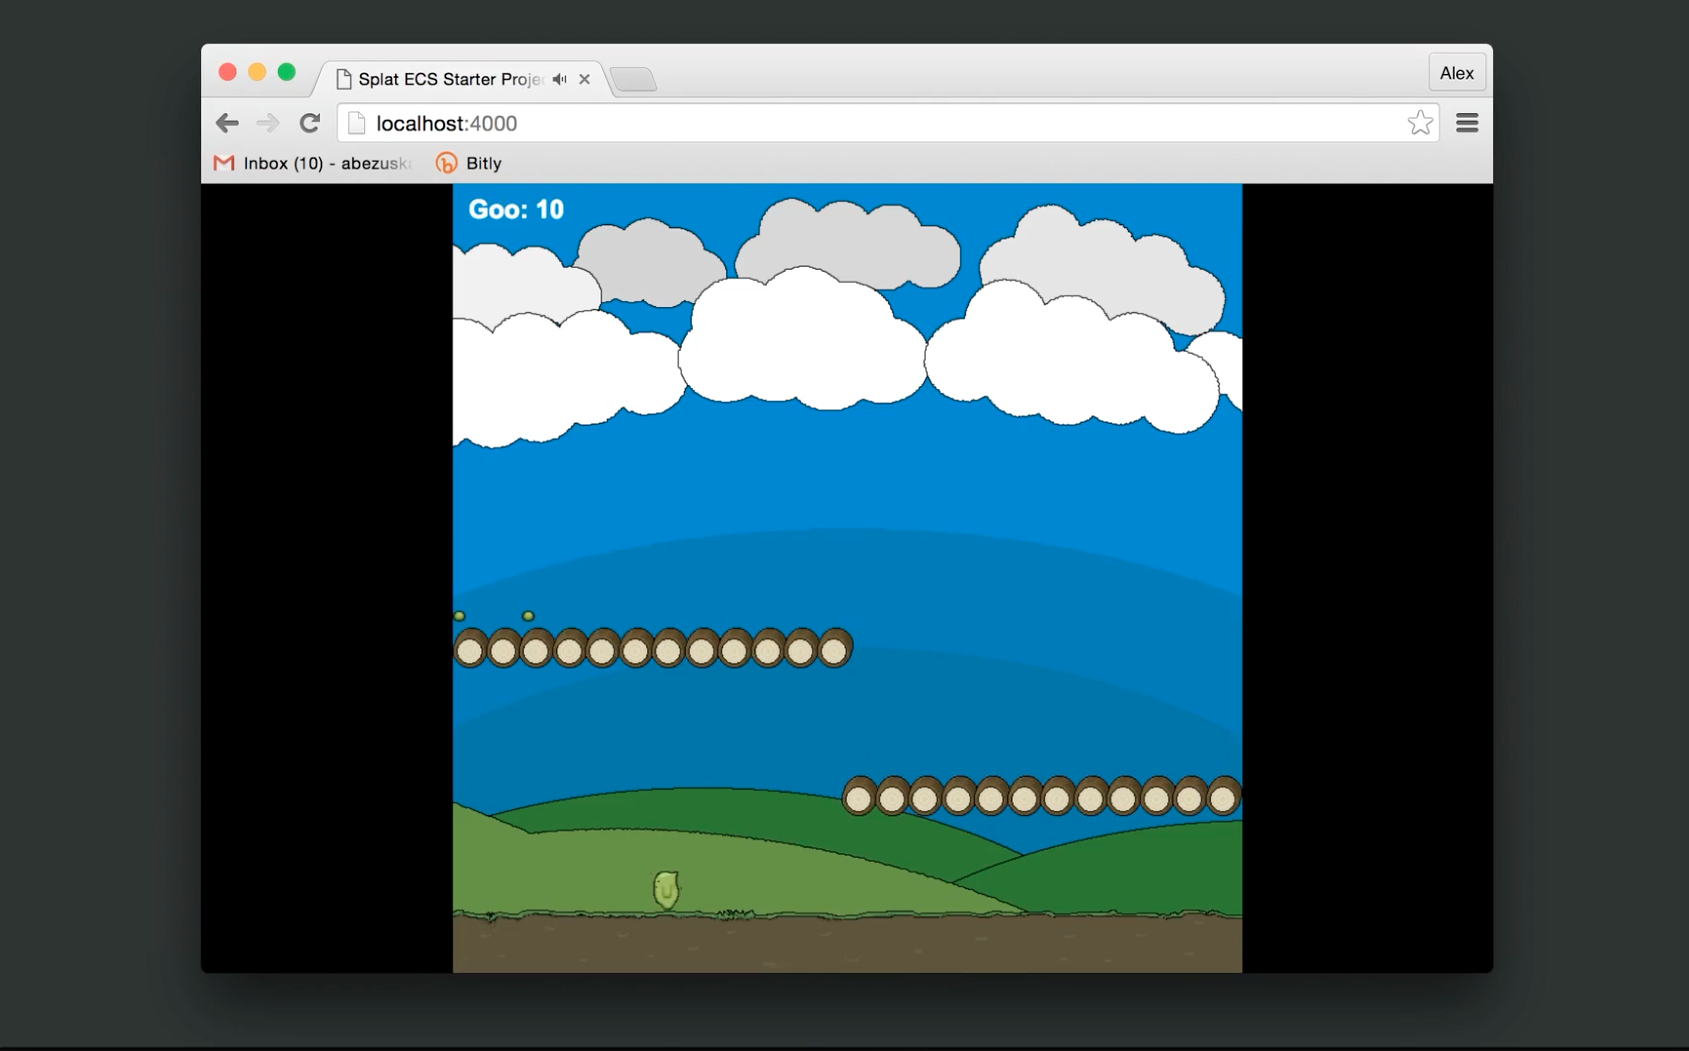 Splat ECS Starter Proje
Alex
localhost:4000
Inbox (10) - abezusk
Bitly
Goo: 10